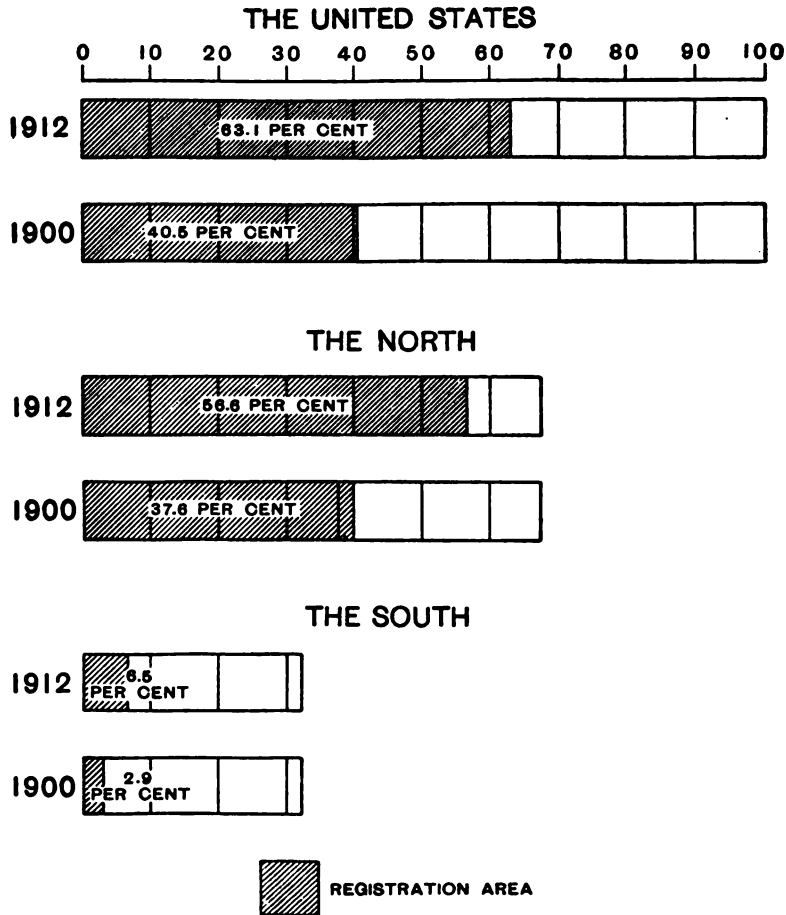 THE UNITED STATES
0 10 20 30 40 50 60 70 80 90 100
1912
63.1 PER CENT
1900
40.5 PER CENT
THE NORTH
1912
56.6 PER CENT
1900
37.6 PER CENT
THE SOUTH
1912
6.5
PER CENT
1900
2.9
PER CENT
REGISTRATION AREA